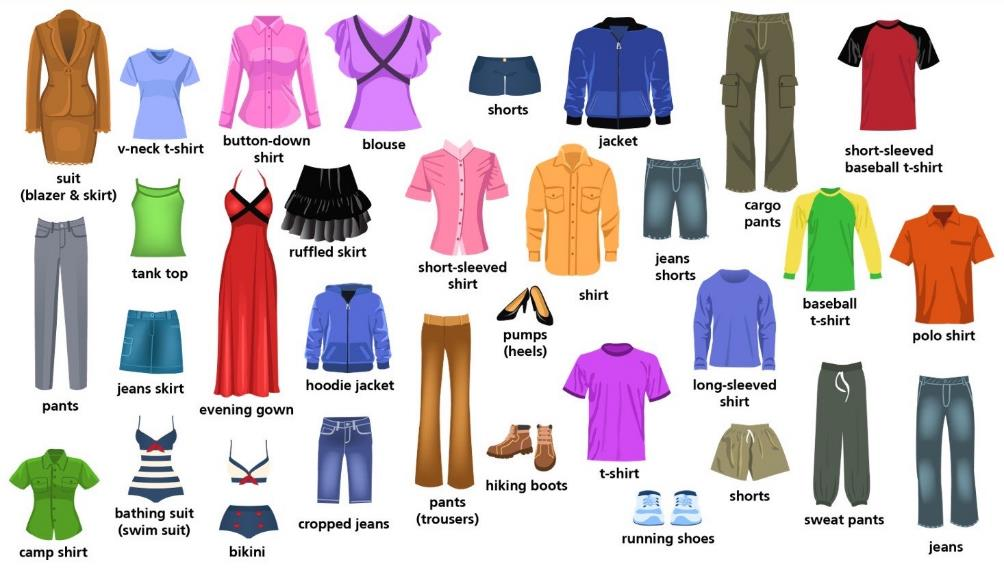 suit
(blazer & skirt)
v-neck t-shirt
button-down
shirt
blouse
shorts
jacket
cargo
pants
short-sleeved
baseball t-shirt
pants
tank top
evening gown
ruffled skirt
short-sleeved
shirt
shirt
jeans
shorts
baseball
t-shirt
polo shirt
jeans skirt
hoodie jacket
pumps
(heels)
long-sleeved
shirt
camp shirt
bathing suit
(swim suit)
bikini
cropped jeans
pants
(trousers)
hiking boots
t-shirt
running shoes
shorts
sweat pants
jeans